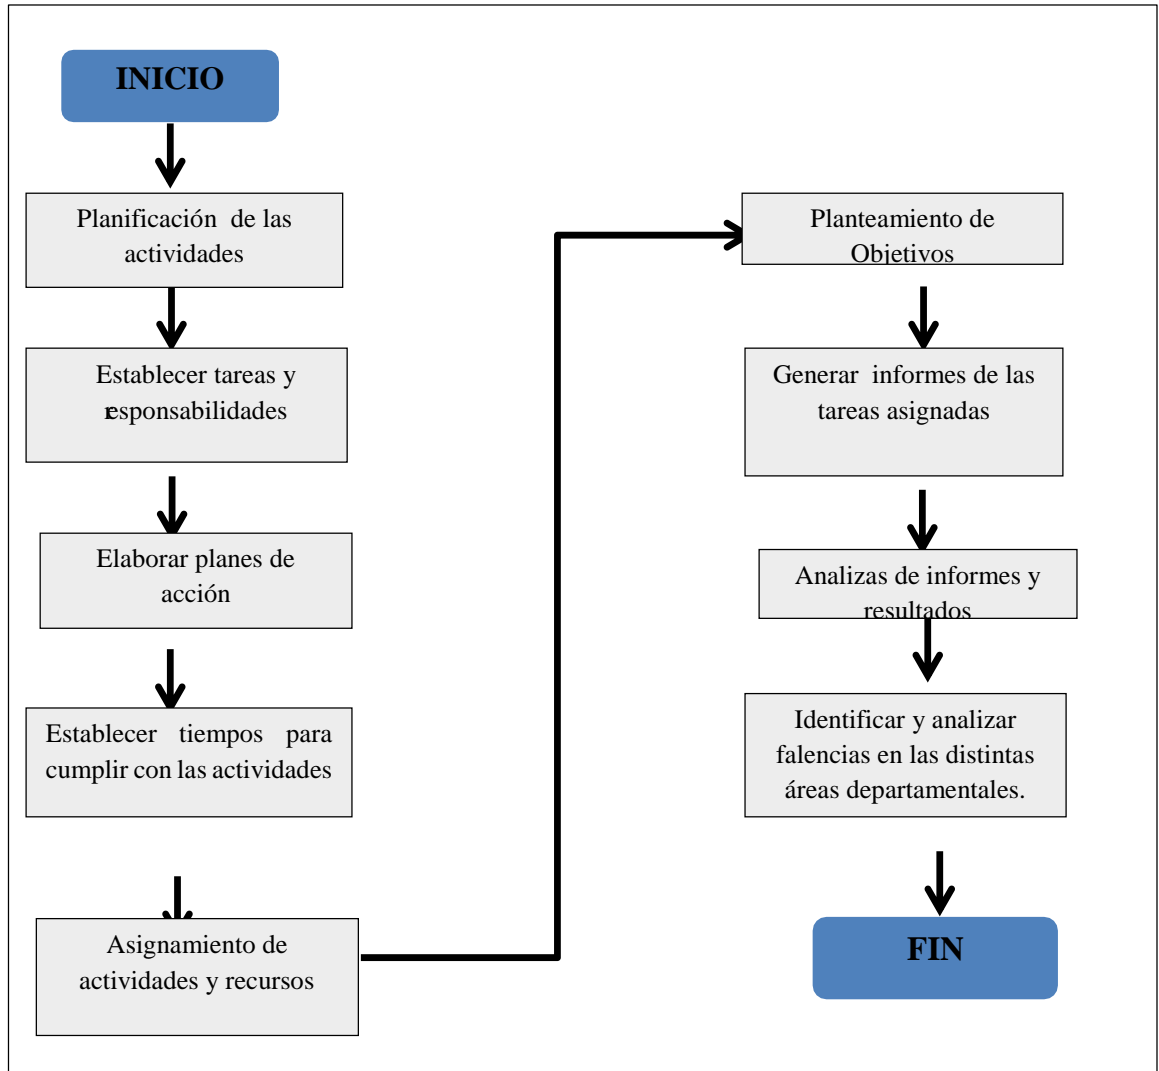 INICIO
Planificación de las
actividades
Establecer tareas y
responsabilidades
Elaborar planes de
acción
Establecer tiempos para
cumplir con las actividades
Asignamiento de
actividades y recursos
Planteamiento de
Objetivos
Generar informes de las
tareas asignadas
Analizas de informes y
resultados
Identificar y analizar
falencias en las distintas
áreas departamentales.
FIN